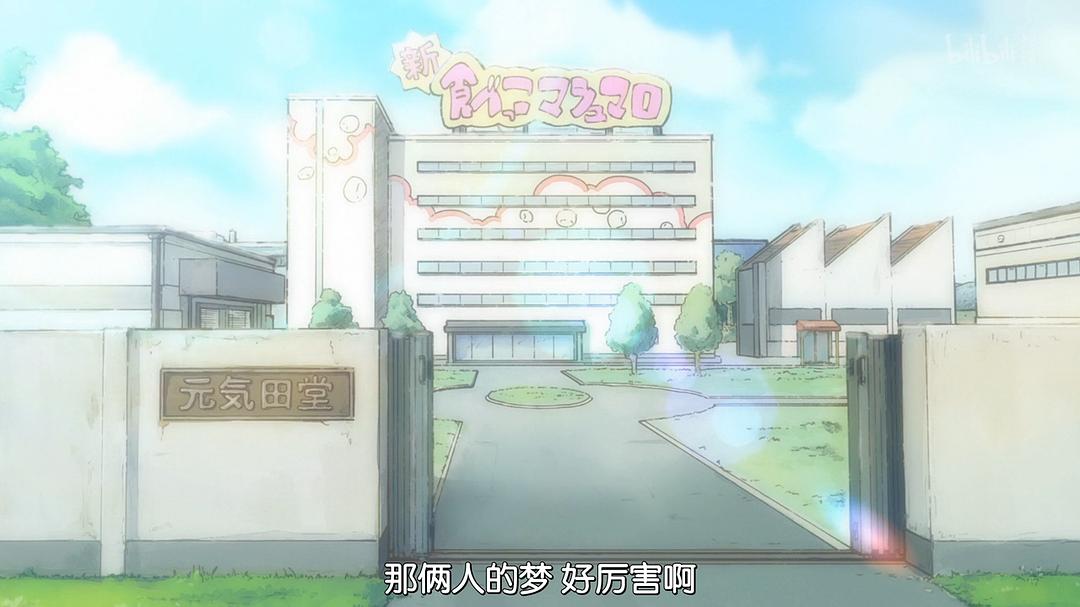 bilibili
新
食べっこマシュマロ
元気田堂
那俩人的梦 好厉害啊